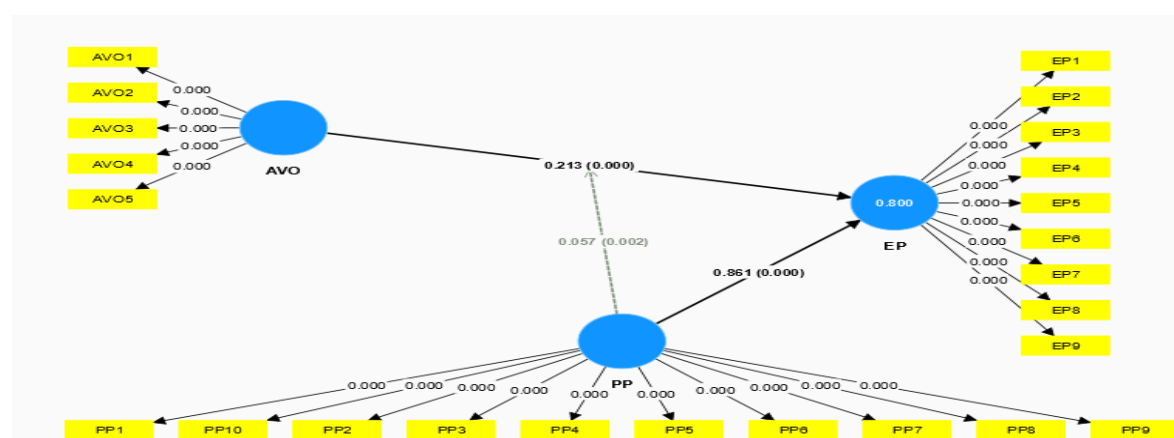 AVO1
AVO2
AVO3
AVO4
AVO5
0.000
0.000
0.000
0.000
0.000
AVO
0.213 (0.000)
0.057 (0.002)
0.861 (0.000)
0.800
EP
0.000
0.000
0.000
0.000
0.000
0.000
0.000
0.000
0.000
EP1
EP2
EP3
EP4
EP5
EP6
EP7
EP8
EP9
PP
0.000
0.000
0.000
0.000
0.000
0.000
0.000
0.000
0.000
0.000
PP1
PP10
PP2
PP3
PP4
PP5
PP6
PP7
PP8
PP9